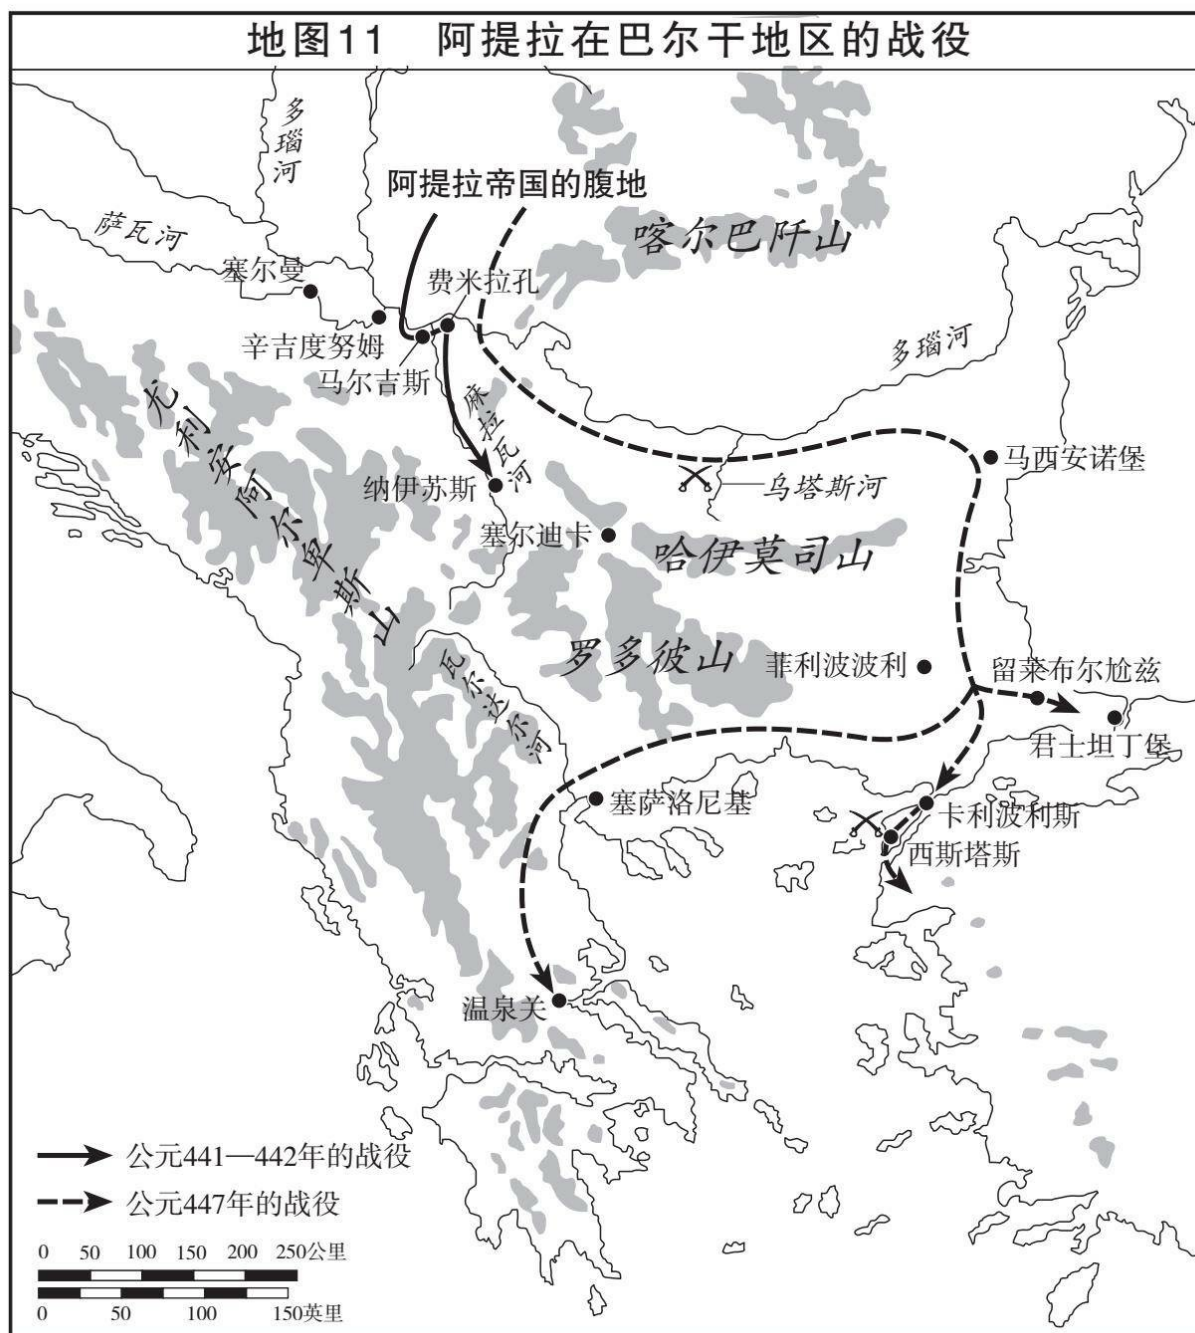 地图11 阿提拉在巴尔干地区的战役
多瑙河
阿提拉帝国的腹地
萨瓦河
喀尔巴阡山
塞尔曼
费米拉孔
辛吉度努姆
多瑙河
马尔吉斯
尤利安阿尔卑斯山
麻拉瓦河
马西安诺堡
纳伊苏斯
乌塔斯河
塞尔迪卡
哈伊莫司山
罗多彼山
瓦尔达尔河
菲利波波利
留莱布尔尬兹
君士坦丁堡
塞萨洛尼基
卡利波利斯
西斯塔斯
温泉关
公元441—442年的战役
公元447年的战役
0 50 100 150 200 250公里
0 50 100 150英里